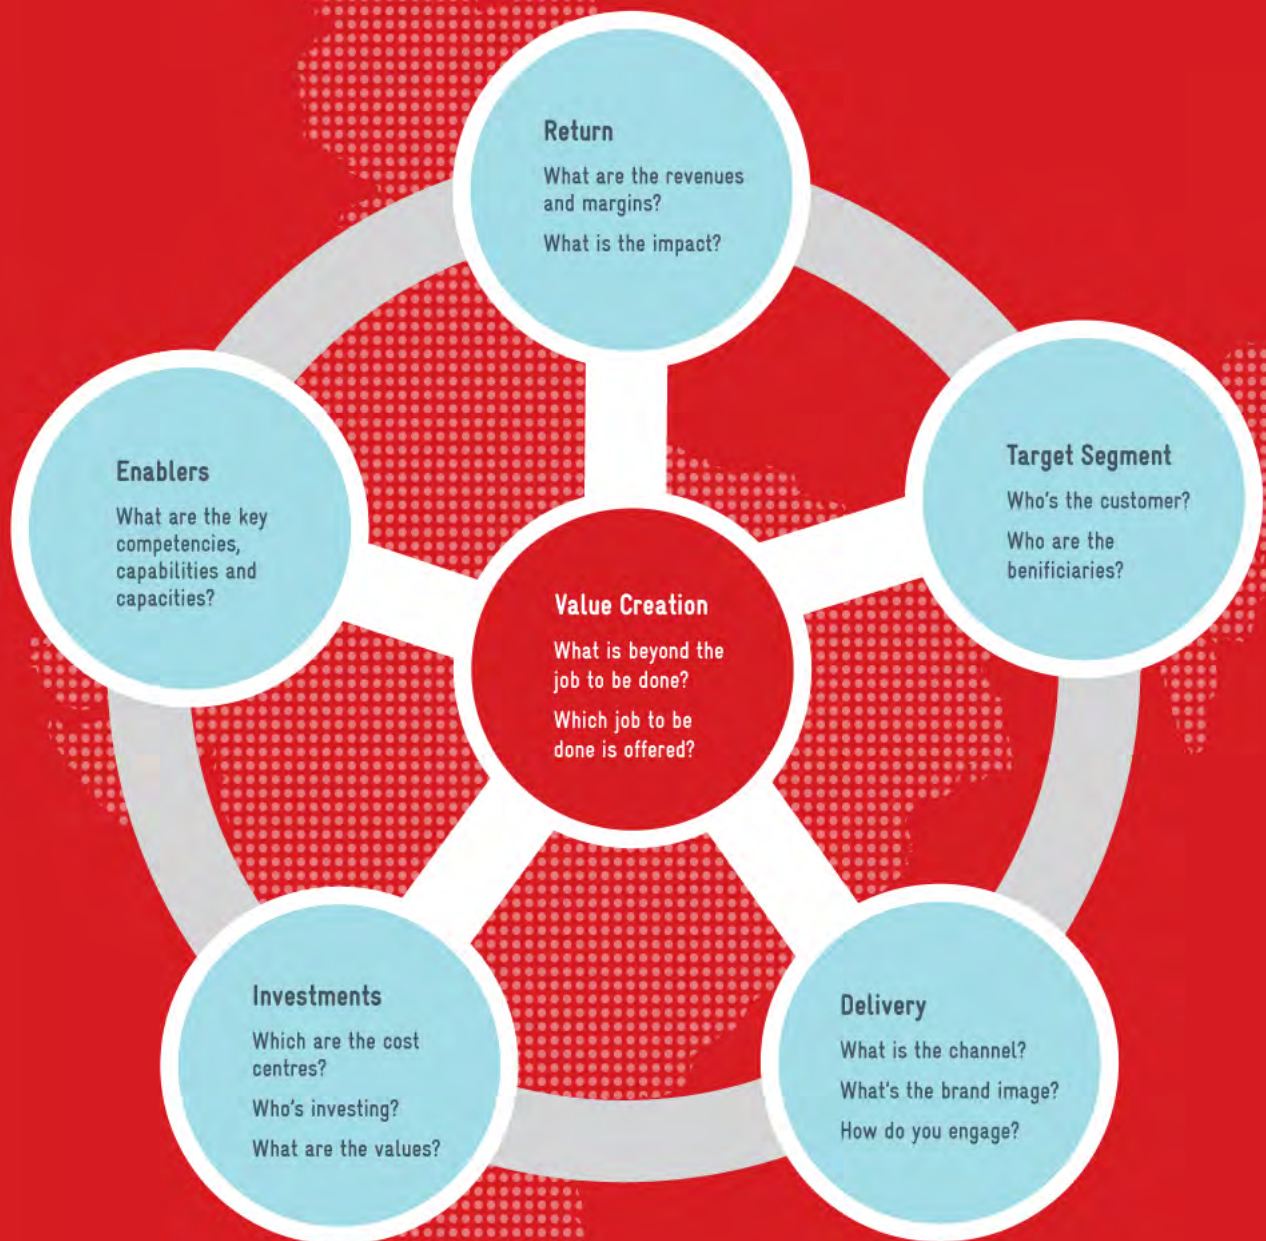 Return
What are the revenues
and margins?
What is the impact?
Target Segment
Who's the customer?
Who are the
benificiaries?
Enablers
What are the key
competencies,
capabilities and
capacities?
Value Creation
What is beyond the
job to be done?
Which job to be
done is offered?
Investments
Which are the cost
centres?
Who's investing?
What are the values?
Delivery
What is the channel?
What's the brand image?
How do you engage?